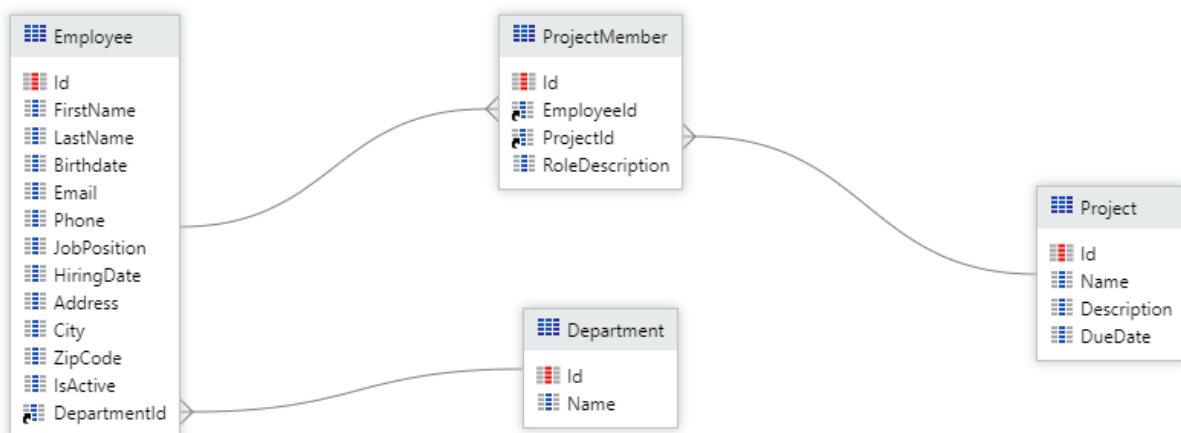 Employee
Id
FirstName
LastName
Birthdate
Email
Phone
JobPosition
HiringDate
Address
City
ZipCode
IsActive
DepartmentId
ProjectMember
Id
EmployeeId
ProjectId
RoleDescription
Department
Id
Name
Project
Id
Name
Description
DueDate